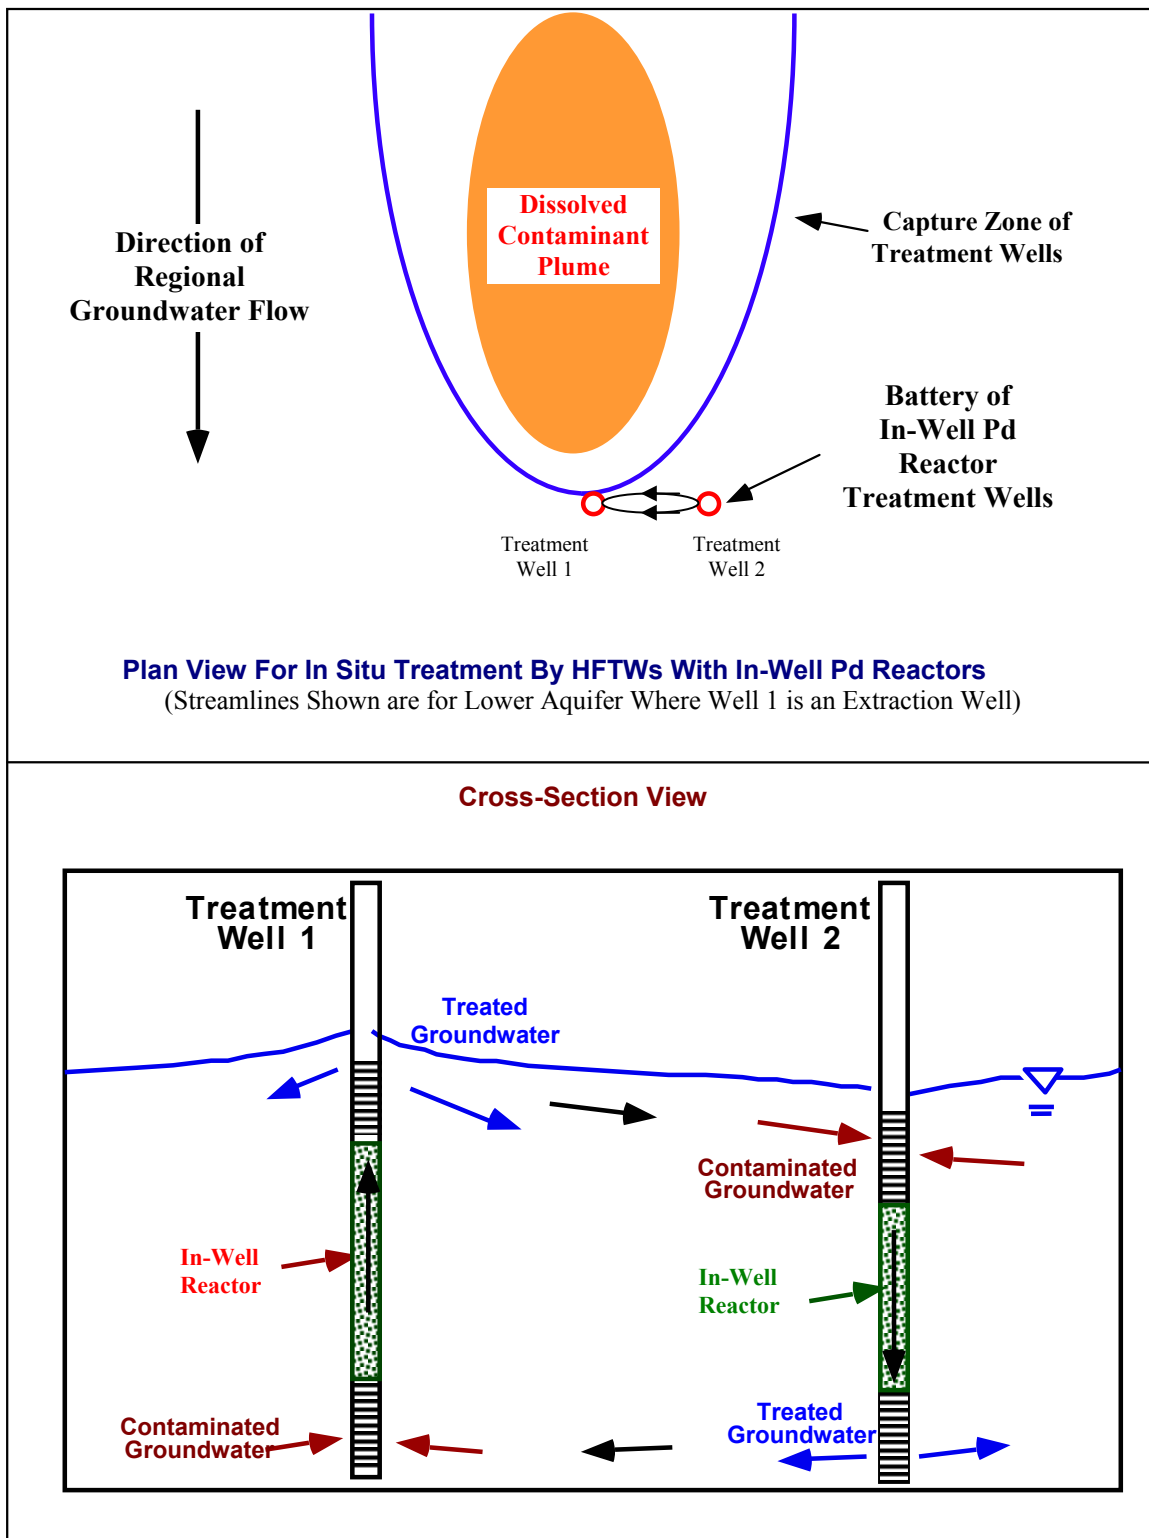 Dissolved
Contaminant
Plume
Direction of
Regional
Groundwater Flow
Capture Zone of
Treatment Wells
Battery of
In-Well Pd
Reactor
Treatment Wells
Treatment
Well 1
Treatment
Well 2
Plan View For In Situ Treatment By HFTWs With In-Well Pd Reactors
(Streamlines Shown are for Lower Aquifer Where Well 1 is an Extraction Well)
Cross-Section View
Treatment
Well 1
Treatment
Well 2
Treated
Groundwater
Contaminated
Groundwater
In-Well
Reactor
In-Well
Reactor
Contaminated
Groundwater
Treated
Groundwater